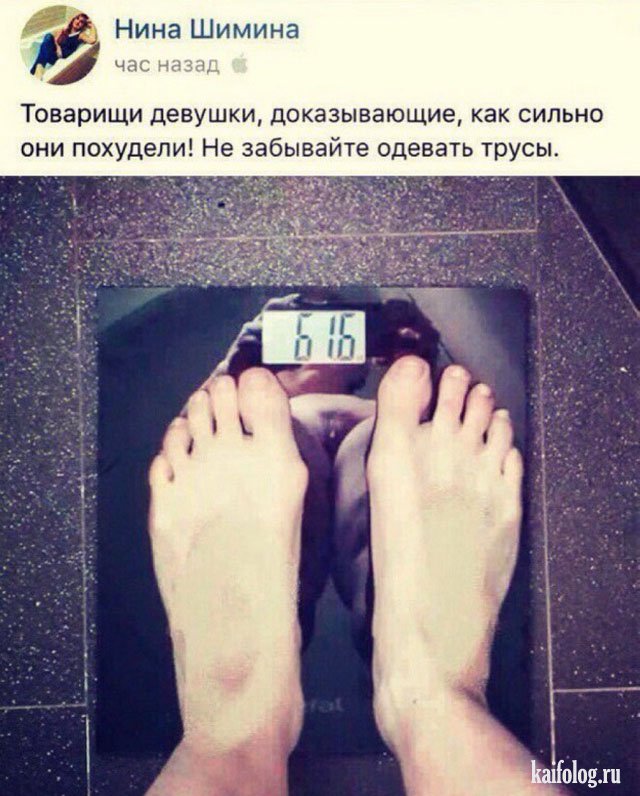 Нина Шимина
час назад
Товарищи девушки, доказывающие, как сильно
они похудели! Не забывайте одевать трусы.
61.6
kaifolog.ru